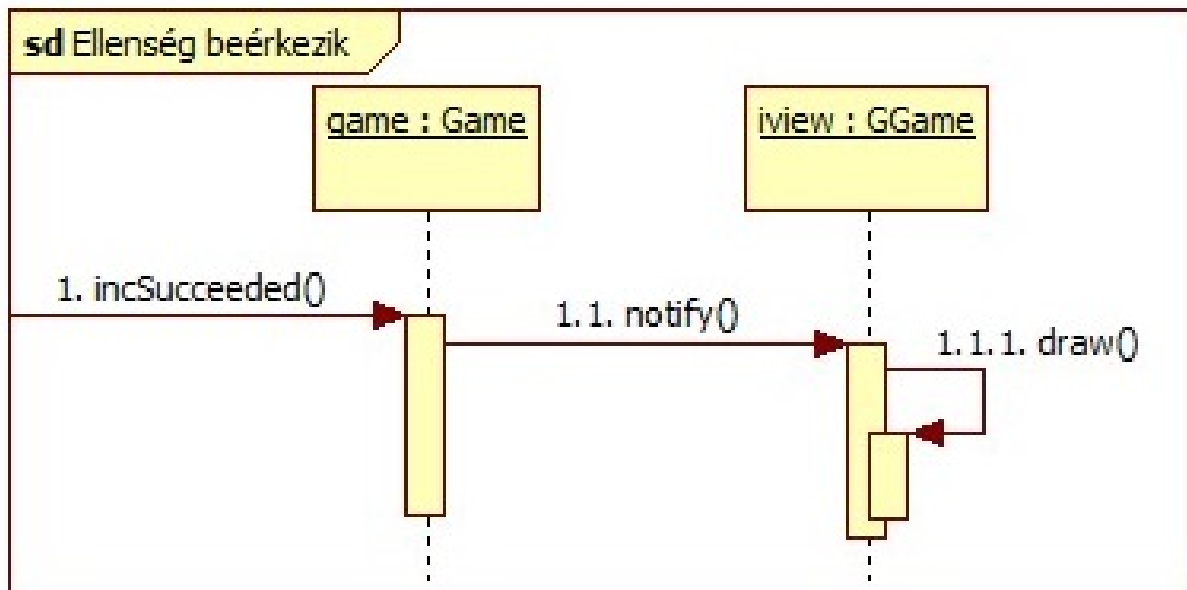 sd Ellenség beérkezik
game : Game
iview : GGame
1. incSucceeded()
1.1. notify()
1.1.1. draw()